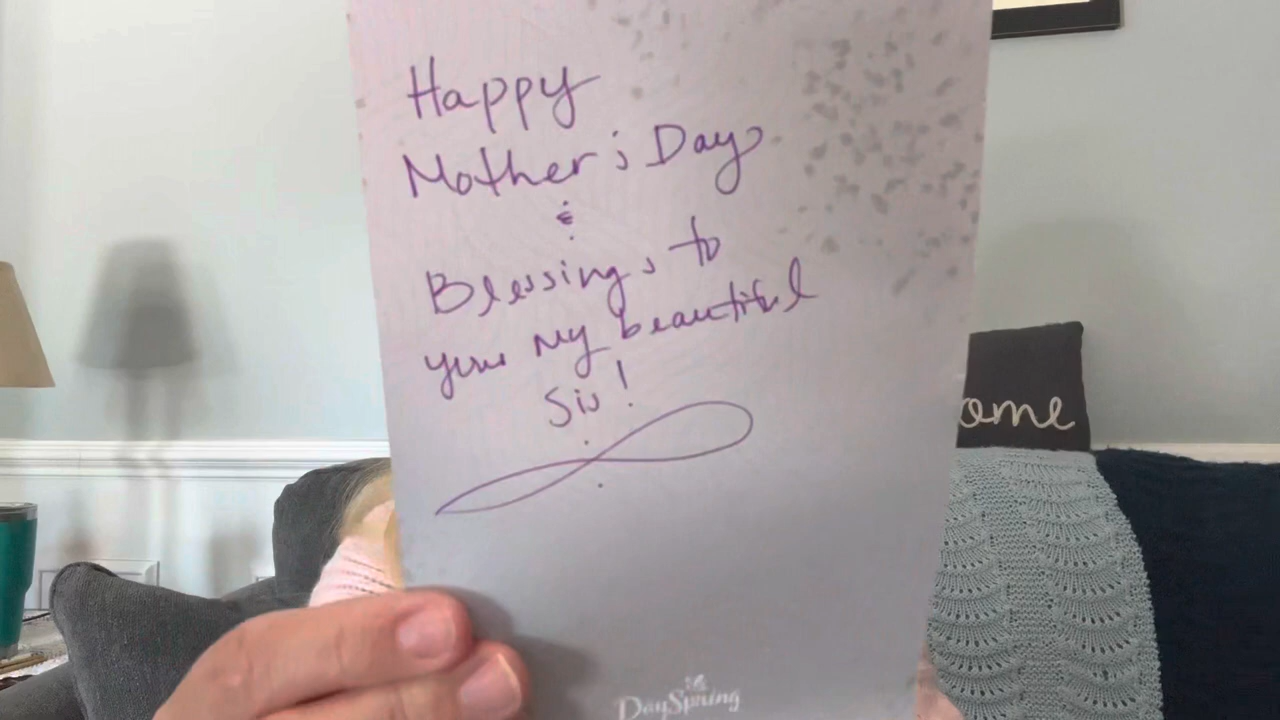 Happy
Mother's Day
&
Blessings to
you my beautiful
Sis!
ome
DaySpring